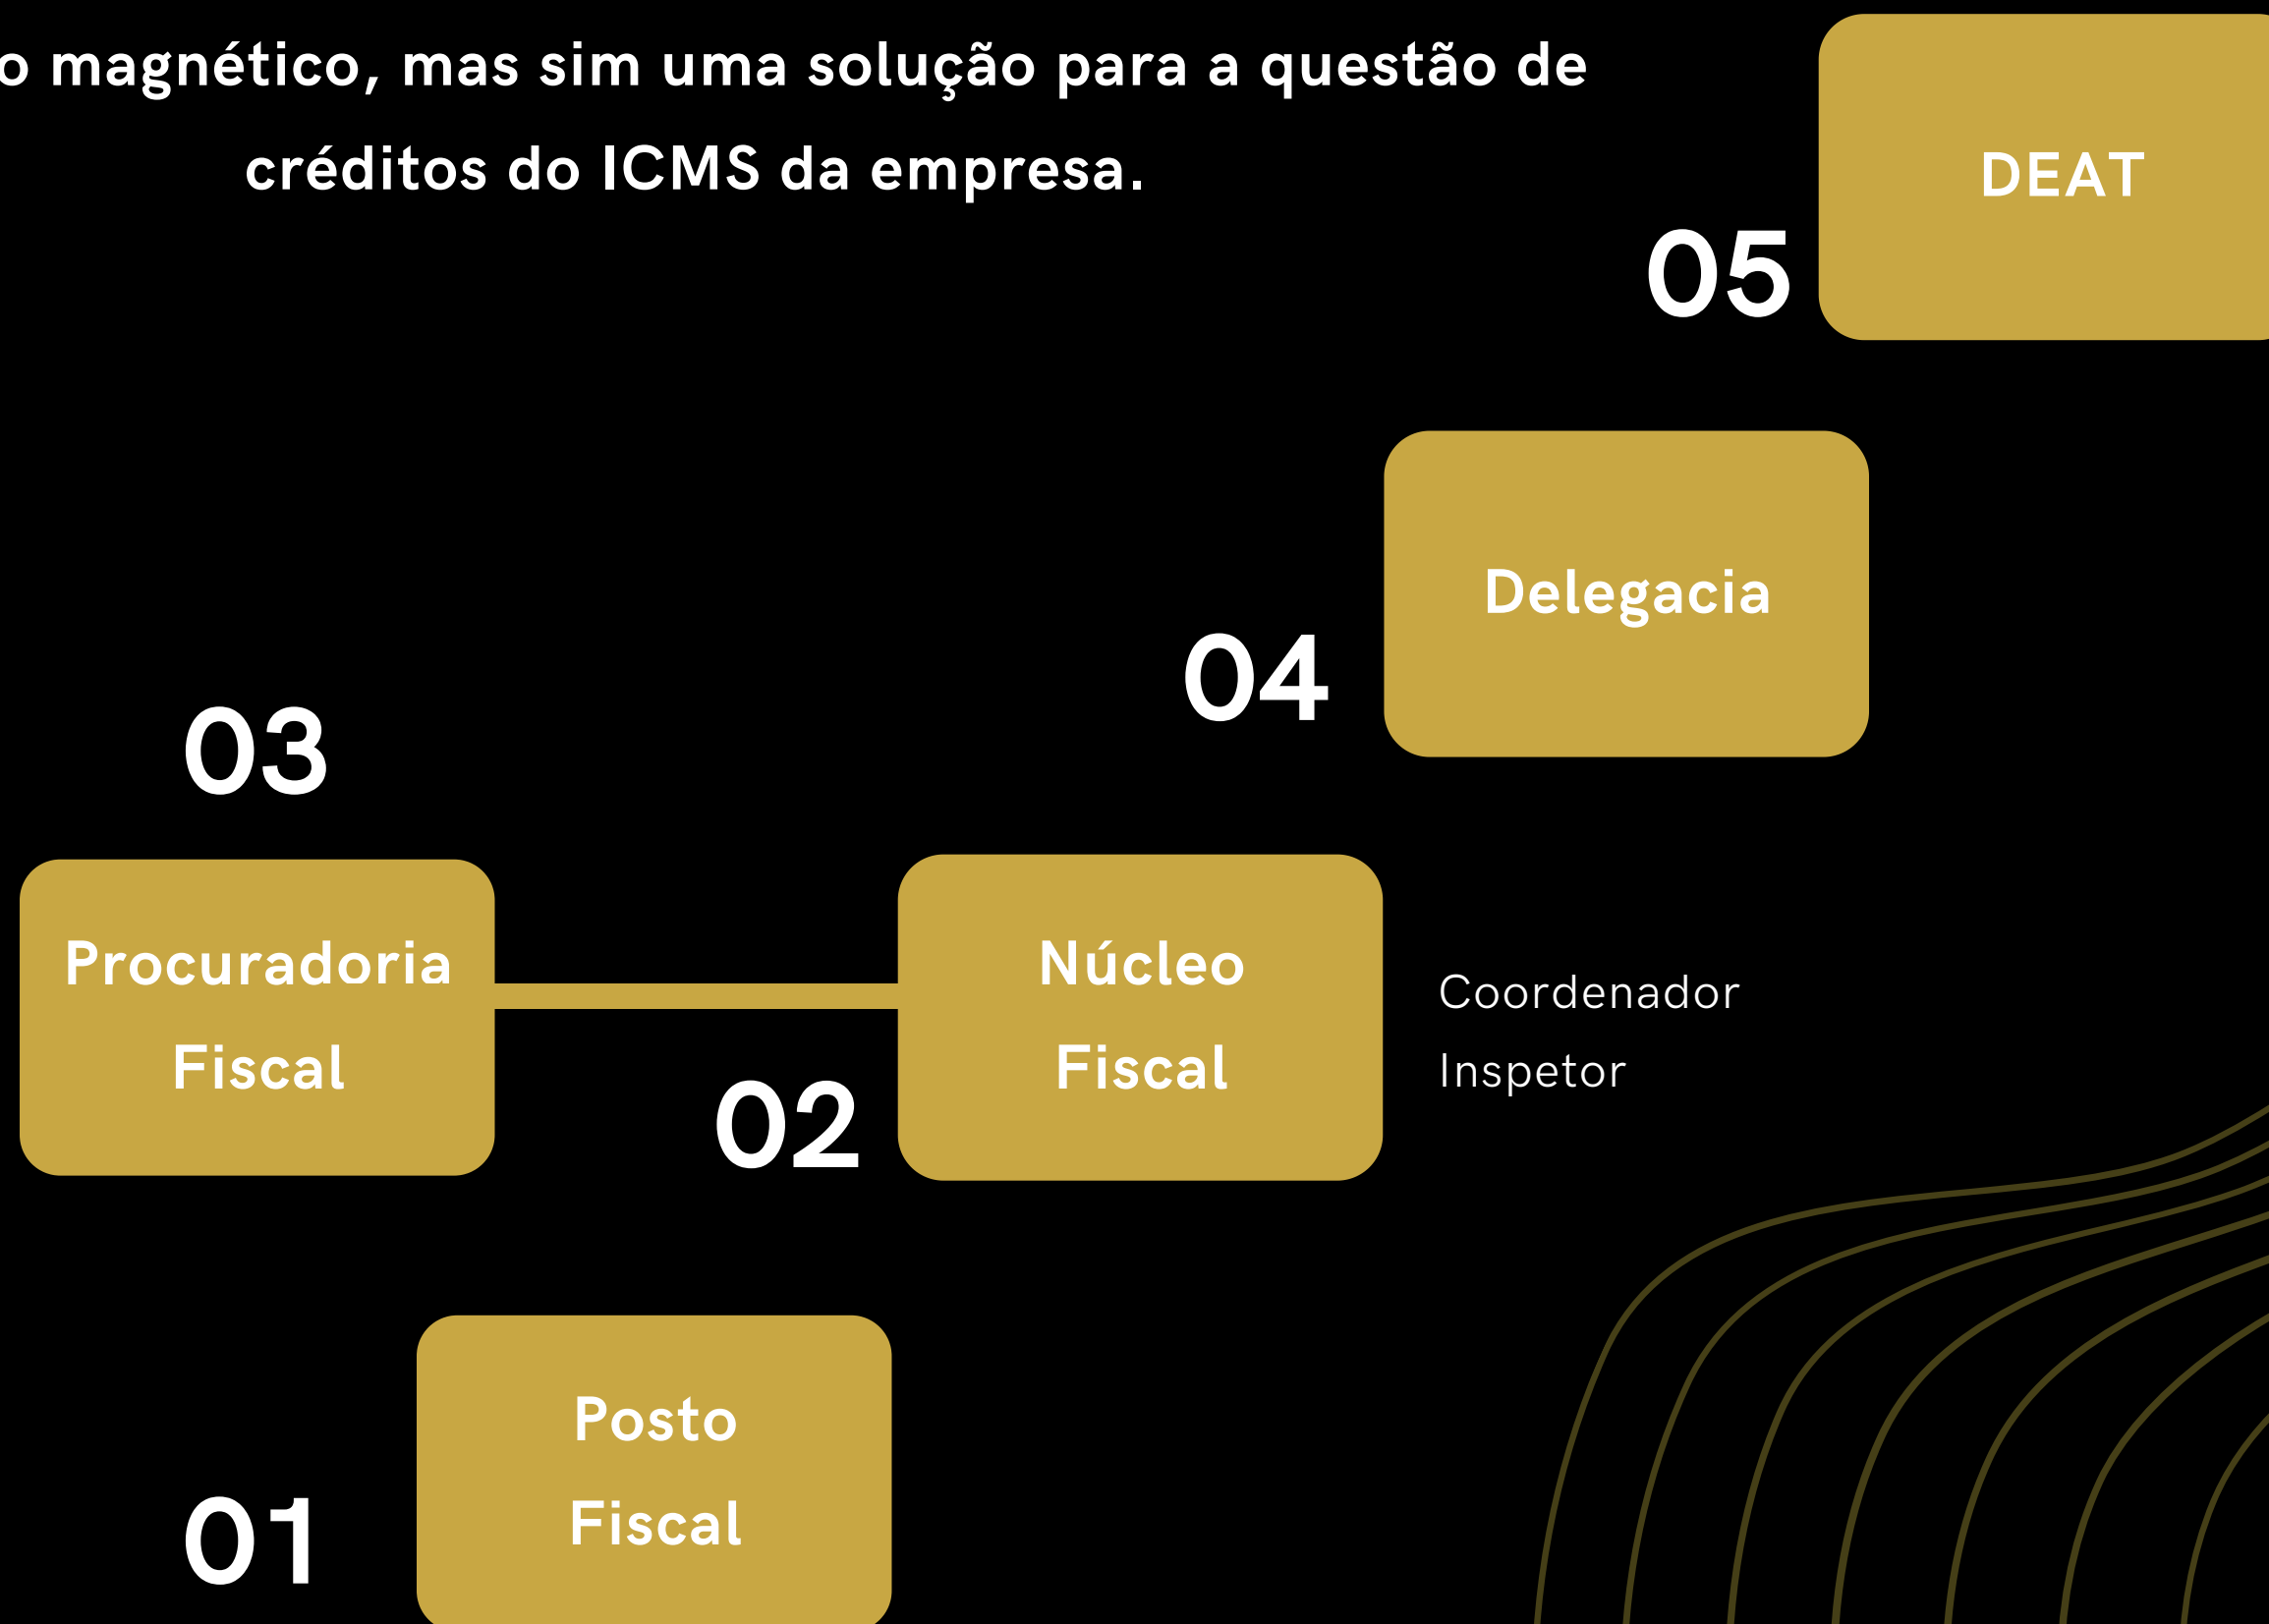 o magnético, mas sim uma solução para a questão de
créditos do ICMS da empresa.
DEAT
05
Delegacia
04
03
Procuradoria
Fiscal
Núcleo
Fiscal
Coordenador
Inspetor
02
Posto
Fiscal
01